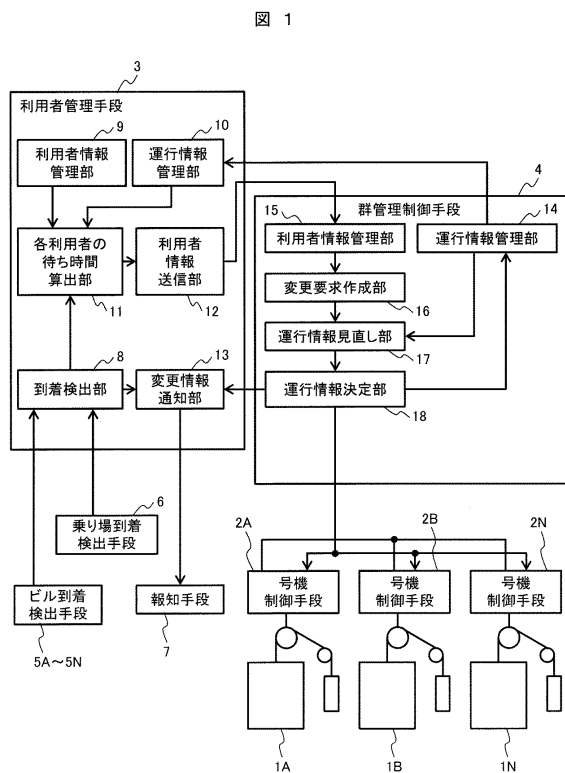 図 1
3
利用者管理手段
9
10
利用者情報
管理部
運行情報
管理部
4
群管理制御手段
15
14
利用者情報管理部
運行情報管理部
各利用者の
待ち時間
算出部
11
利用者
情報
送信部
12
変更要求作成部
16
運行情報見直し部
17
8
13
到着検出部
変更情報
通知部
運行情報決定部
18
6
乗り場到着
検出手段
2A
2B
2N
ビル到着
検出手段
5A~5N
報知手段
7
号機
制御手段
号機
制御手段
号機
制御手段
1A
1B
1N